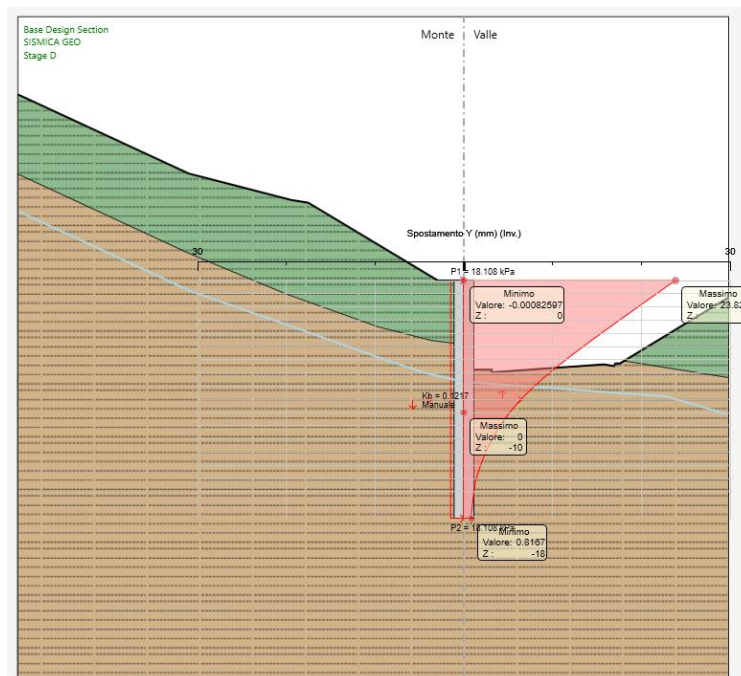 Base Design Section
SISMICA GEO
Stage D
Monte
Valle
Spostamento Y (mm) (Inv.)
30
30
P1 = 18.108 kPa
Minimo
Valore: -0.00082597
Z : 0
Massimo
Valore: 23.82
Z :
Kh = 0.1217
Manuale
Massimo
Valore: 0
Z : -10
P2 = 18.108 kPa
Minimo
Valore: 0.8167
Z : -18